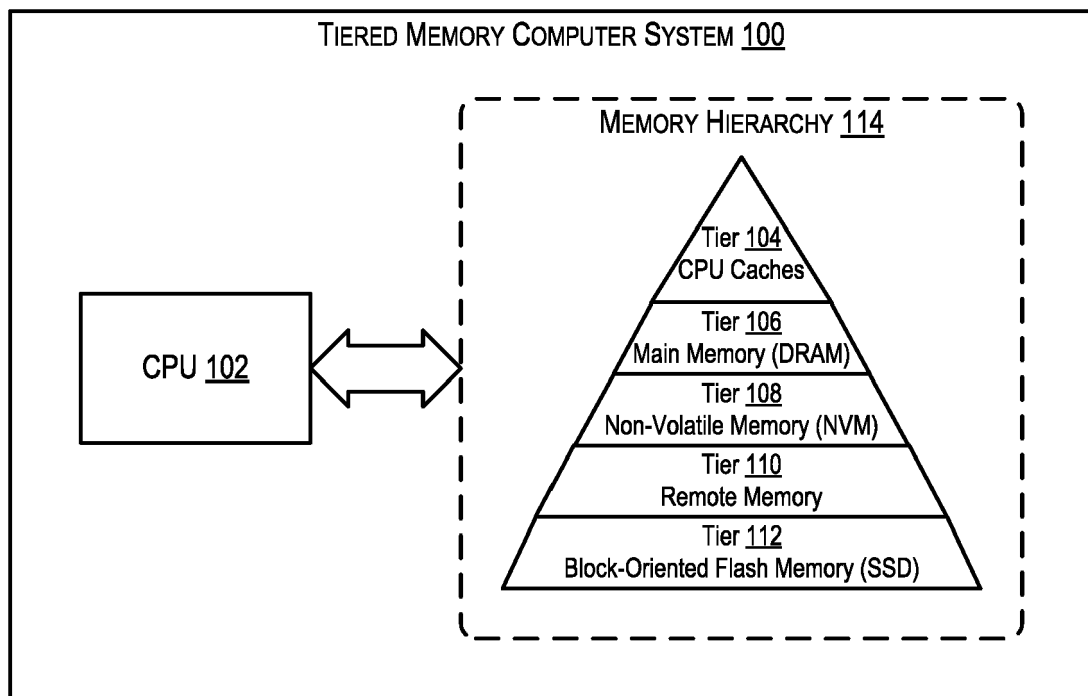 TIERED MEMORY COMPUTER SYSTEM 100
MEMORY HIERARCHY 114
Tier 104
CPU Caches
Tier 106
Main Memory (DRAM)
CPU 102
Tier 108
Non-Volatile Memory (NVM)
Tier 110
Remote Memory
Tier 112
Block-Oriented Flash Memory (SSD)